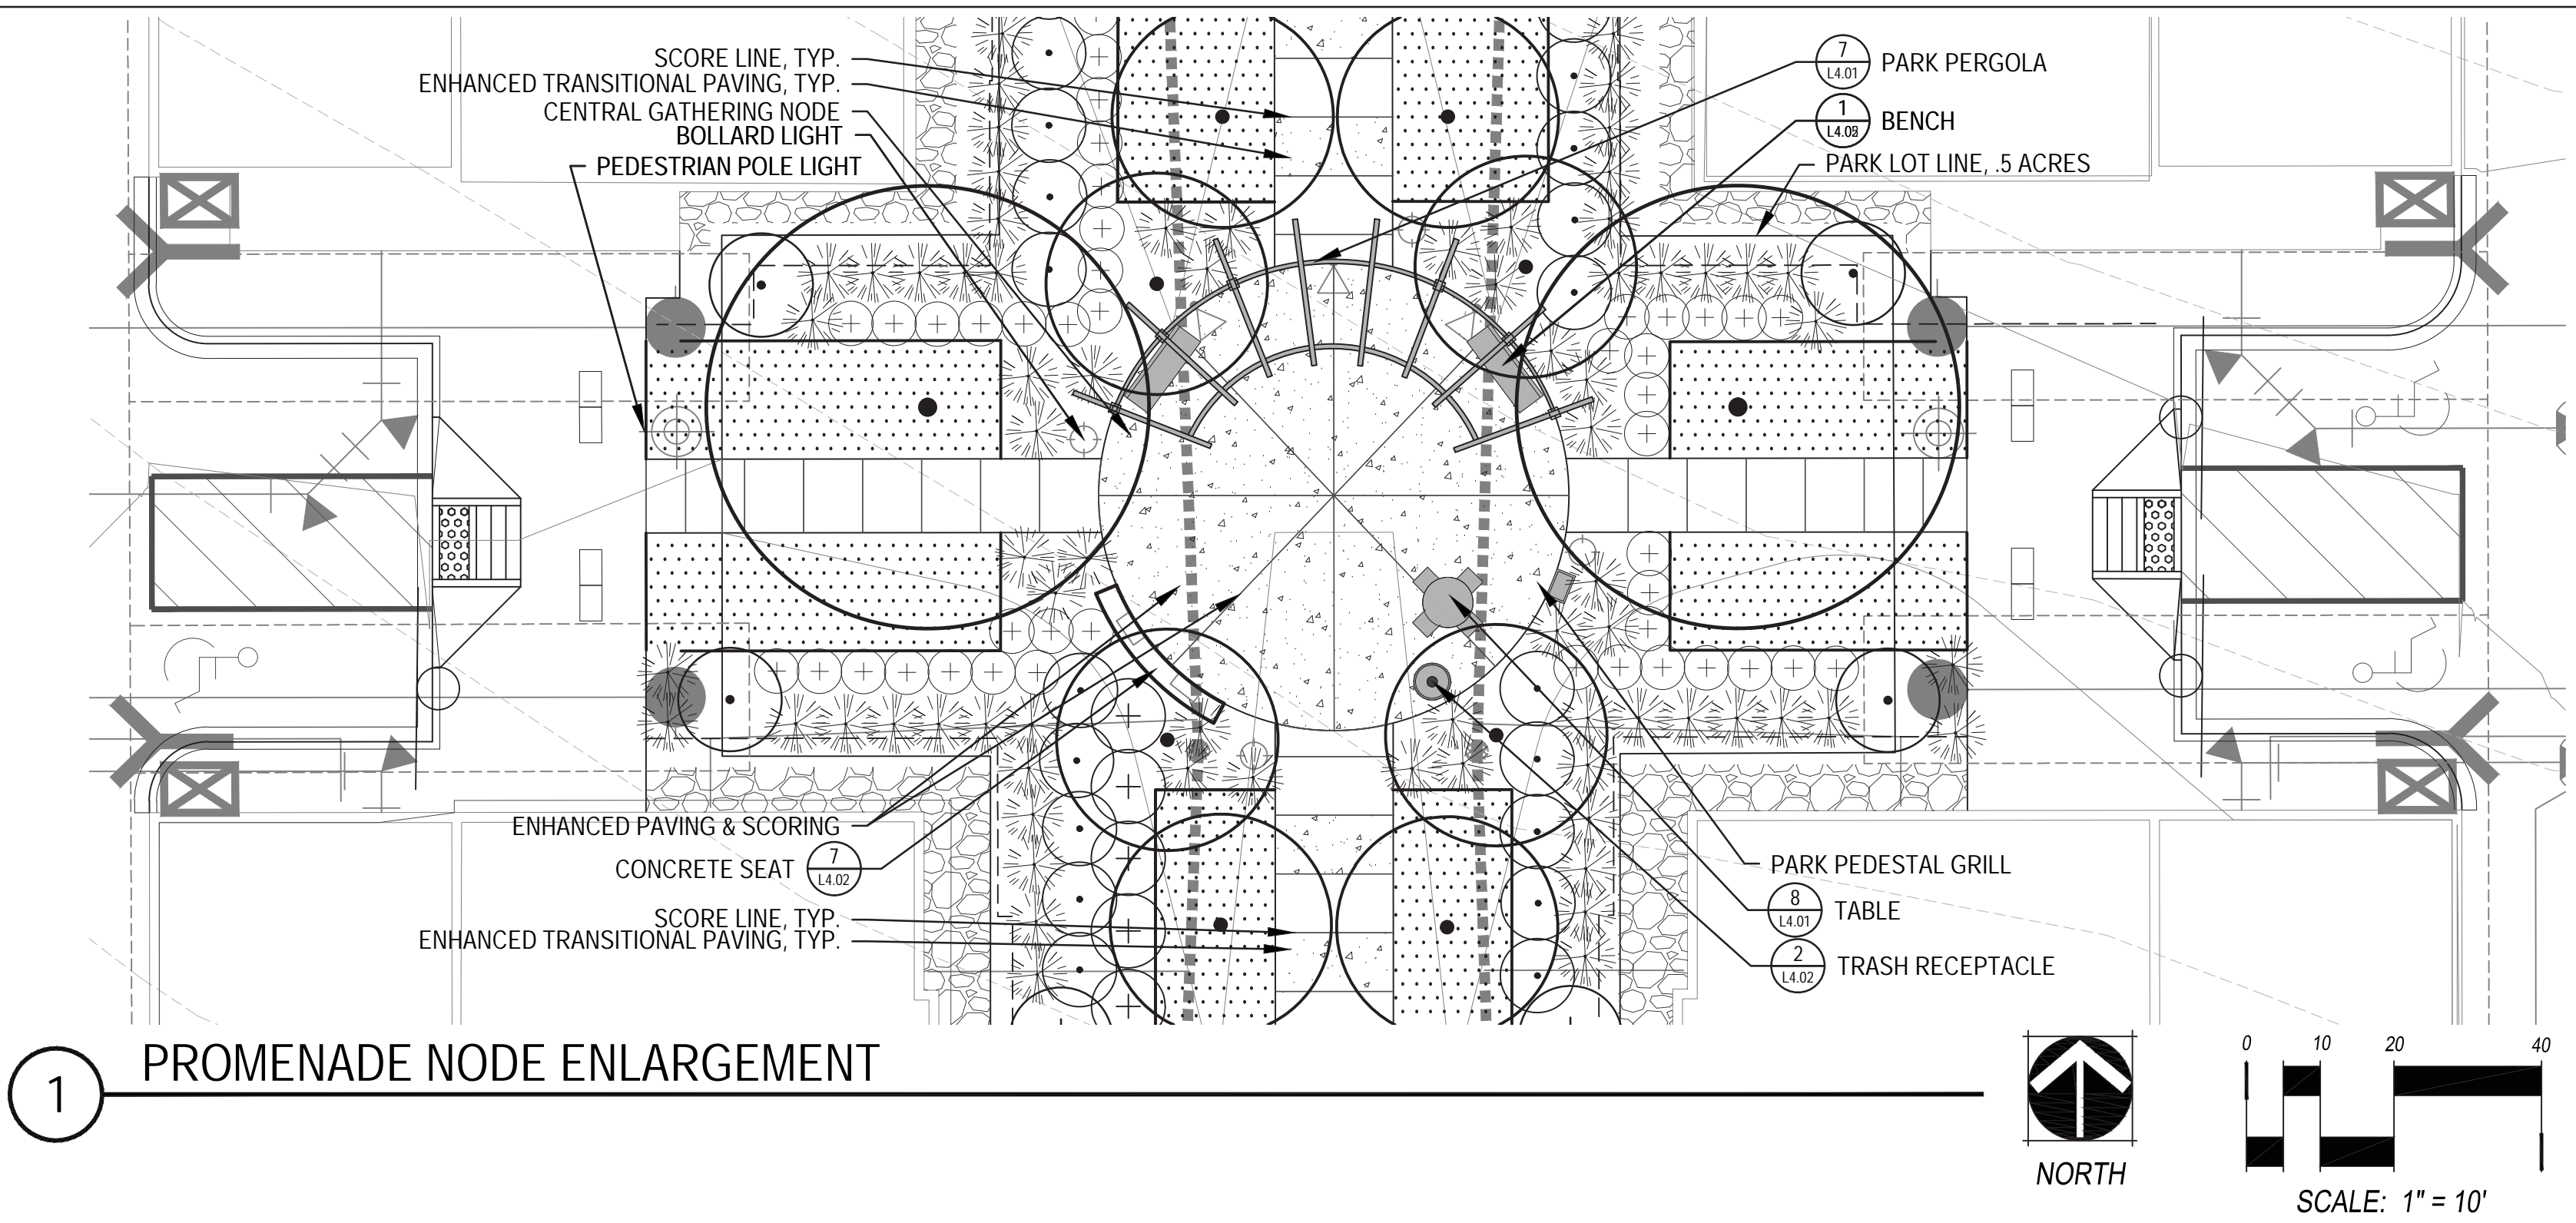 SCORE LINE, TYP.
ENHANCED TRANSITIONAL PAVING, TYP.
CENTRAL GATHERING NODE
BOLLARD LIGHT
PEDESTRIAN POLE LIGHT
7
L4.01
PARK PERGOLA
1
BENCH
PARK LOT LINE, .5 ACRES
ENHANCED PAVING & SCORING
CONCRETE SEAT
7
L4.02
SCORE LINE, TYP.
ENHANCED TRANSITIONAL PAVING, TYP.
PARK PEDESTAL GRILL
8
L4.01
TABLE
2
L4.02
TRASH RECEPTACLE
1
PROMENADE NODE ENLARGEMENT
NORTH
0 10 20 40
SCALE: 1" = 10'